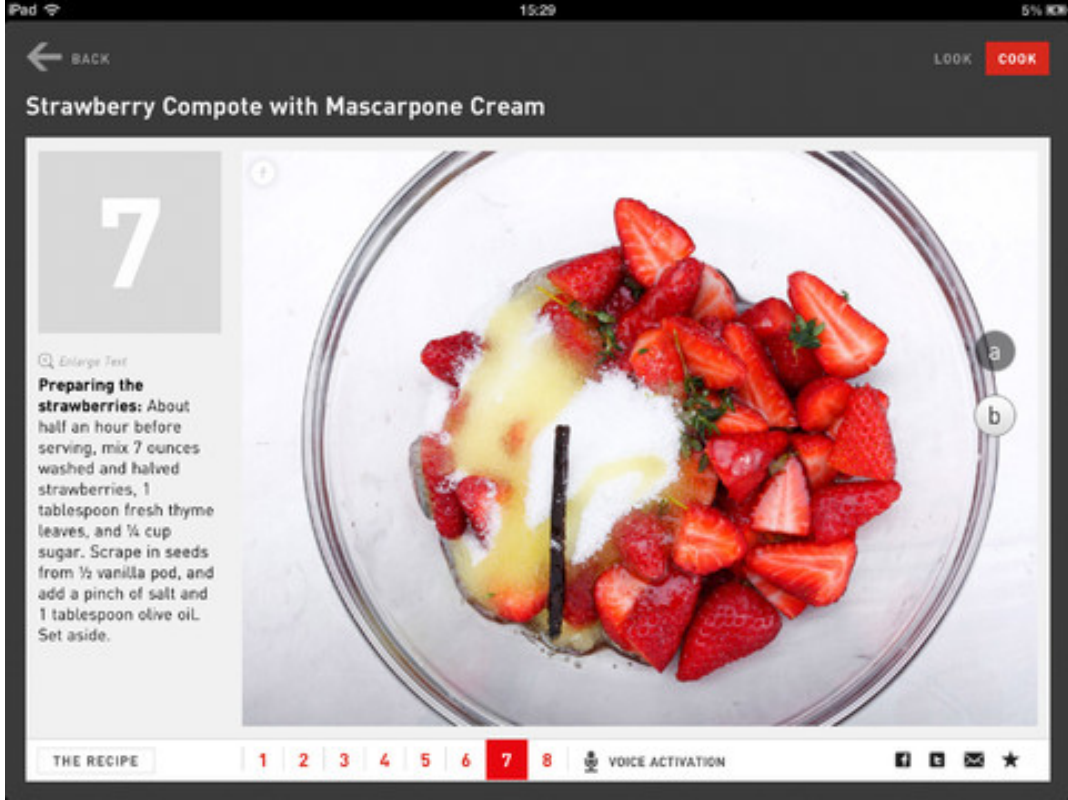 iPad
15:29
5%
BACK
LOOK
COOK
Strawberry Compote with Mascarpone Cream
7
Enlarge Text
Preparing the
strawberries: About
half an hour before
serving, mix 7 ounces
washed and halved
strawberries, 1
tablespoon fresh thyme
leaves, and ¼ cup
sugar. Scrape in seeds
from ½ vanilla pod, and
add a pinch of salt and
1 tablespoon olive oil.
Set aside.
a
b
THE RECIPE
1 2 3 4 5 6 7 8
VOICE ACTIVATION